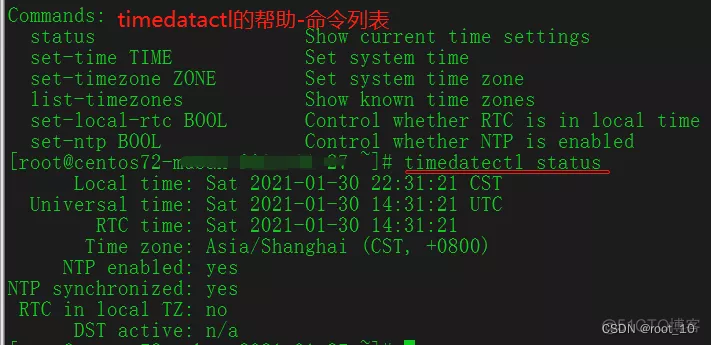 Commands: timedatactl的帮助-命令列表
status Show current time settings
set-time TIME Set system time
set-timezone ZONE Set system time zone
list-timezones Show known time zones
set-local-rtc BOOL Control whether RTC is in local time
set-ntp BOOL Control whether NTP is enabled
[root@centos72- 27 ~]# timedatectl status
Local time: Sat 2021-01-30 22:31:21 CST
Universal time: Sat 2021-01-30 14:31:21 UTC
RTC time: Sat 2021-01-30 14:31:21
Time zone: Asia/Shanghai (CST, +0800)
NTP enabled: yes
NTP synchronized: yes
RTC in local TZ: no
DST active: n/a
@51CTO博客
CSDN @root_10